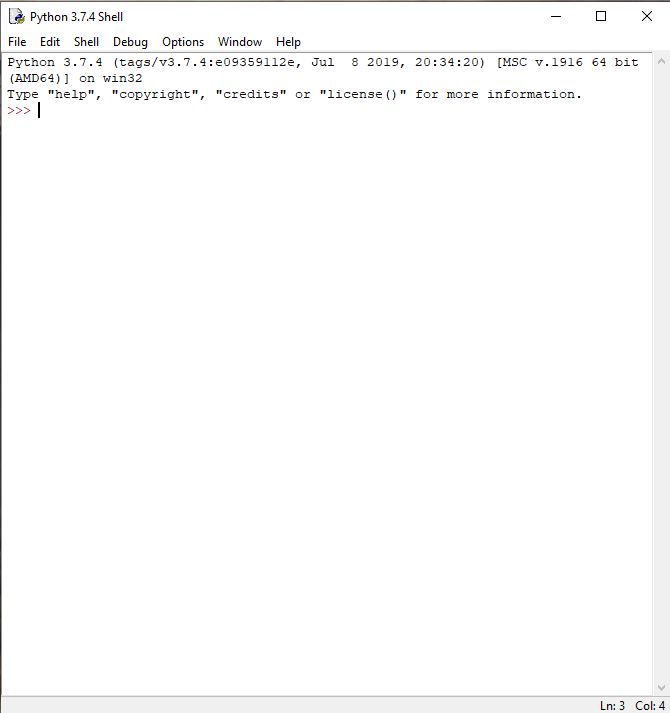 Python 3.7.4 Shell
File Edit Shell Debug Options Window Help
Python 3.7.4 (tags/v3.7.4:e09359112e, Jul  8 2019, 20:34:20) [MSC v.1916 64 bit
(AMD64)] on win32
Type "help", "copyright", "credits" or "license()" for more information.
>>>
Ln: 3 Col: 4